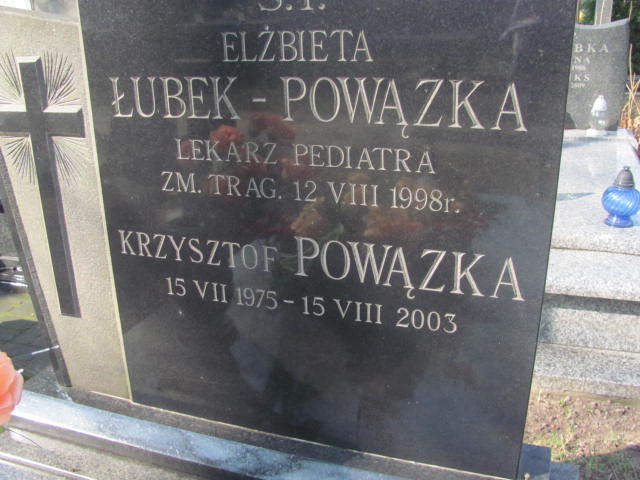 Ś.P.
ELŻBIETA
ŁUBEK - POWĄZKA
LEKARZ PEDIATRA
ZM. TRAG. 12 VIII 1998r.
KRZYSZTOF POWĄZKA
15 VII 1975 - 15 VIII 2003